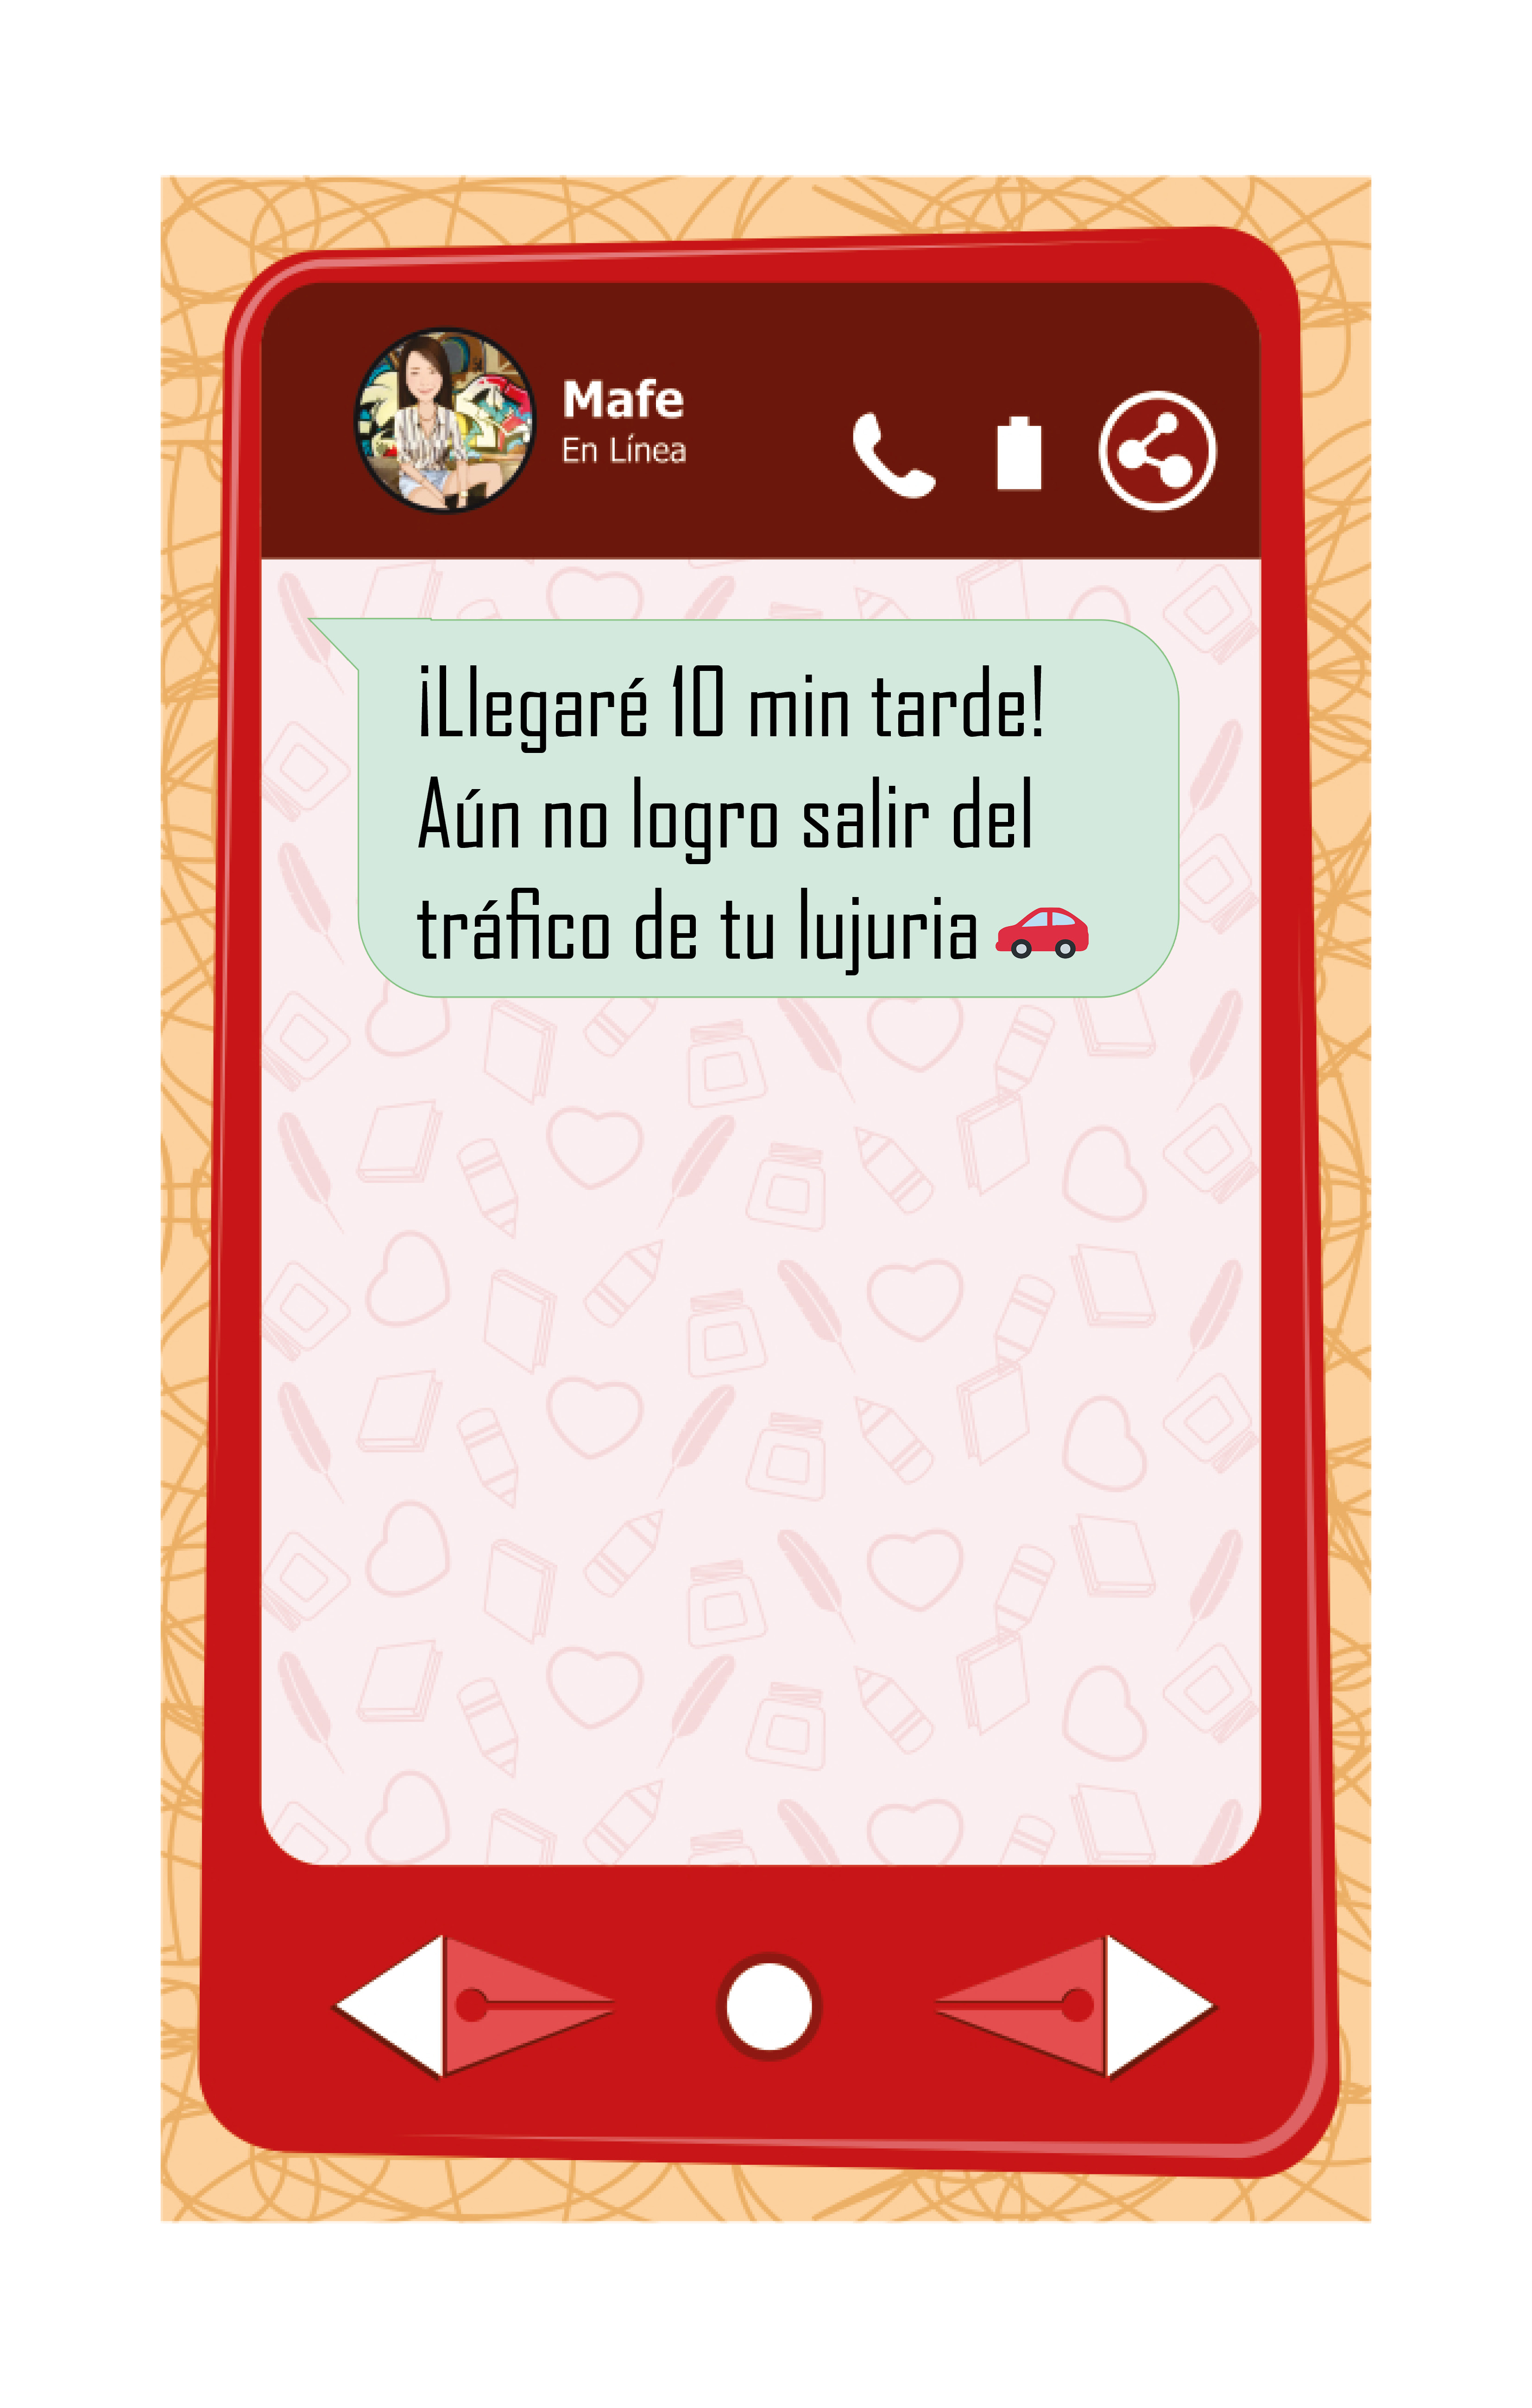 Mafe
En Línea
¡Llegaré 10 min tarde!
Aún no logro salir del
tráfico de tu lujuria 🚗